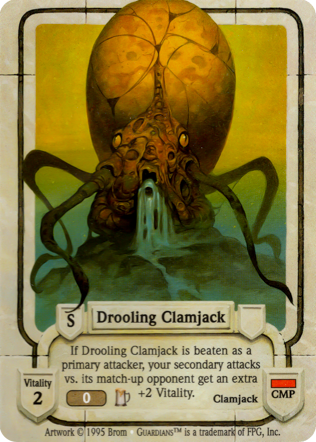 S Drooling Clamjack
If Drooling Clamjack is beaten as a
primary attacker, your secondary attacks
vs. its match-up opponent get an extra
+2 Vitality.
Vitality
2
0
Clamjack
CMP
Artwork © 1995 Brom Guardians™ is a trademark of FPG, Inc.